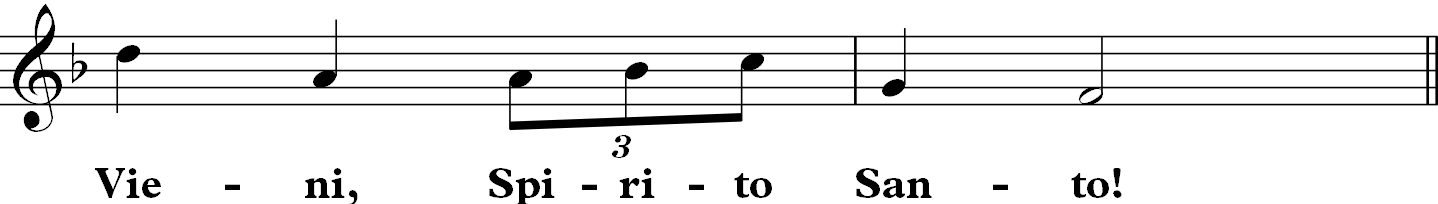 3
Vie - ni, Spi - ri - to San - to!